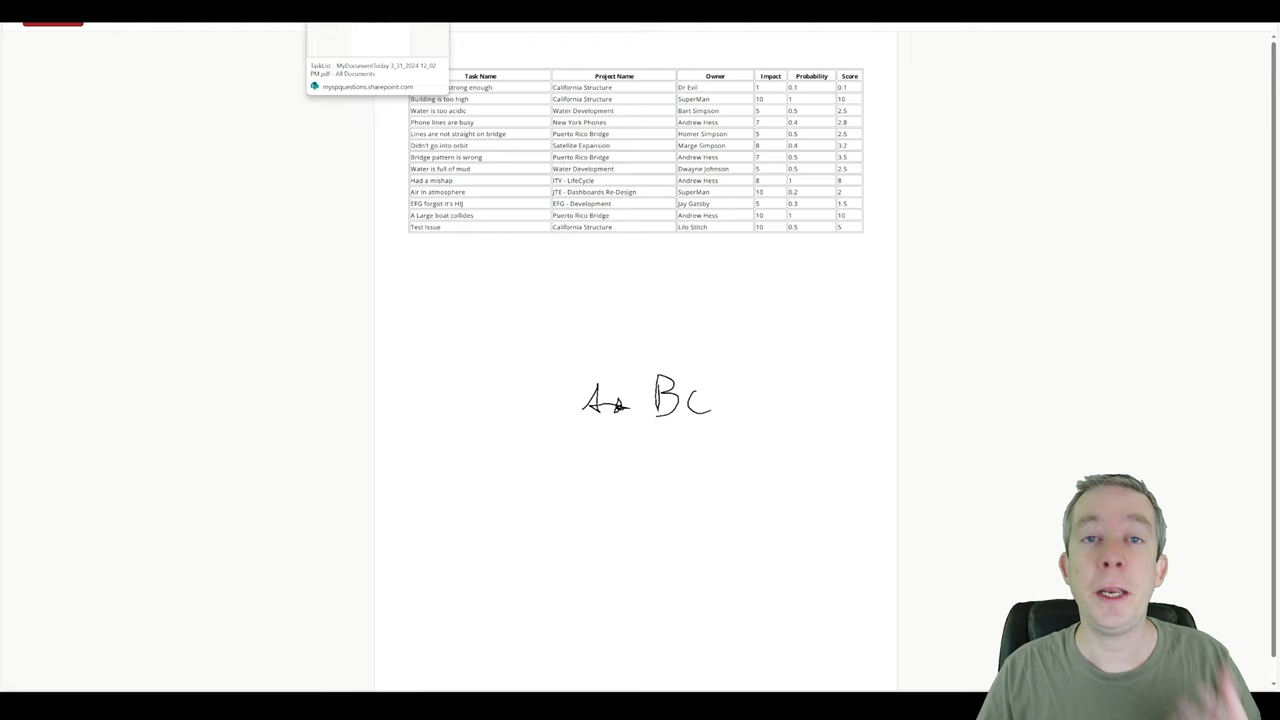 TaskList - MyDocumentToday 3_31_2024 12_02
PM.pdf - All Documents
myspquestions.sharepoint.com
Task Name Project Name Owner Impact Probability Score
strong enough California Structure Dr Evil 1 0.1 0.1
Building is too high California Structure SuperMan 10 1 10
Water is too acidic Water Development Bart Simpson 5 0.5 2.5
Phone lines are busy New York Phones Andrew Hess 7 0.4 2.8
Lines are not straight on bridge Puerto Rico Bridge Homer Simpson 5 0.5 2.5
Didn't go into orbit Satellite Expansion Marge Simpson 8 0.4 3.2
Bridge pattern is wrong Puerto Rico Bridge Andrew Hess 7 0.5 3.5
Water is full of mud Water Development Dwayne Johnson 5 0.5 2.5
Had a mishap ITY - LifeCycle Andrew Hess 8 1 8
Air In atmosphere JTE - Dashboards Re-Design SuperMan 10 0.2 2
EFG forgot it's HIJ EFG - Development Jay Gatsby 5 0.3 1.5
A Large boat collides Puerto Rico Bridge Andrew Hess 10 1 10
Test Issue California Structure Lilo Stitch 10 0.5 5
BC